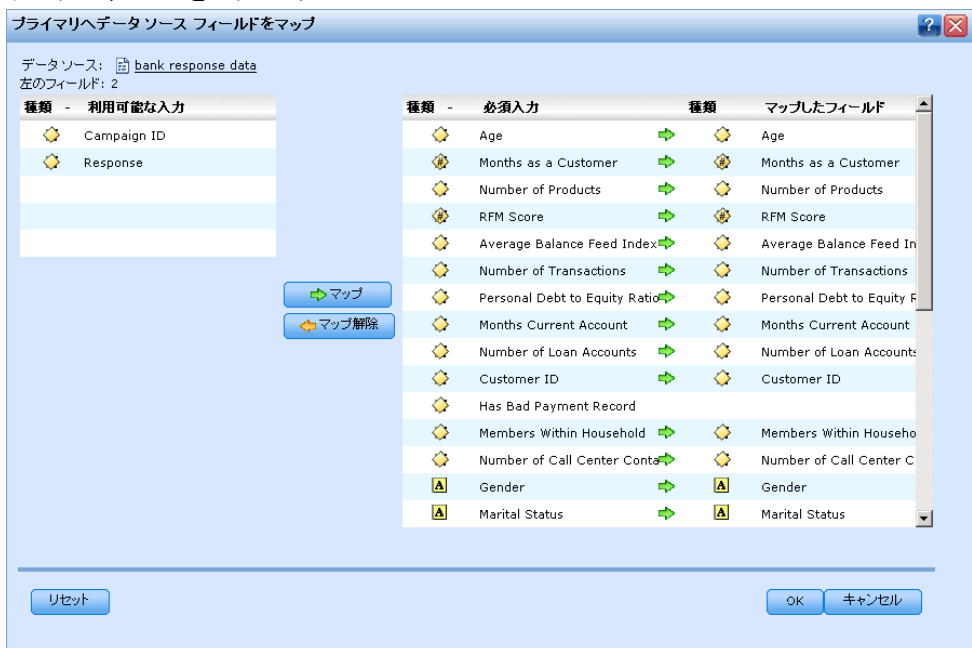 プライマリへデータ ソース フィールドをマップ
データ ソース: bank response data
左のフィールド: 2
種類 - 利用可能な入力
Campaign ID
Response
マップ
マップ解除
種類 - 必須入力 種類 マップしたフィールド
Age Age
# Months as a Customer # Months as a Customer
Number of Products Number of Products
# RFM Score # RFM Score
Average Balance Feed Index Average Balance Feed In
Number of Transactions Number of Transactions
Personal Debt to Equity Ratio Personal Debt to Equity R
Months Current Account Months Current Account
Number of Loan Accounts Number of Loan Accounts
Customer ID Customer ID
Has Bad Payment Record
Members Within Household Members Within Househo
Number of Call Center Conta Number of Call Center C
A Gender A Gender
A Marital Status A Marital Status
リセット
OK キャンセル